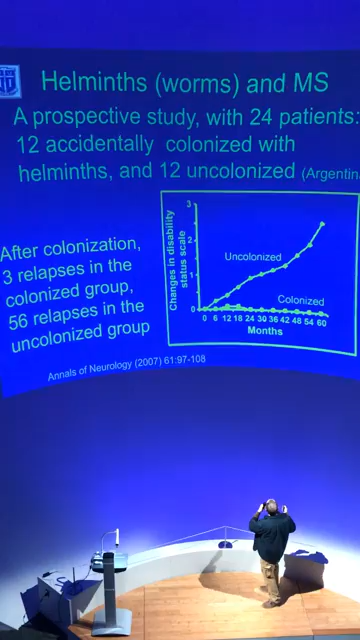 Helminths (worms) and MS
A prospective study, with 24 patients:
12 accidentally colonized with
helminths, and 12 uncolonized (Argentin
After colonization,
3 relapses in the
colonized group,
56 relapses in the
uncolonized group
Changes in disability
status scale
3
2
1
0
Uncolonized
Colonized
0 6 12 18 24 30 36 42 48 54 60
Months
Annals of Neurology (2007) 61:97-108